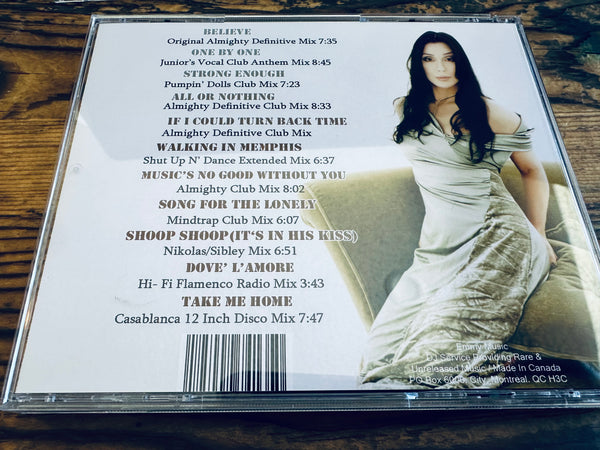 BELIEVE
Original Almighty Definitive Mix 7:35
ONE BY ONE
Junior's Vocal Club Anthem Mix 8:45
STRONG ENOUGH
Pumpin' Dolls Club Mix 7:23
ALL OR NOTHING
Almighty Definitive Club Mix 8:33
IF I COULD TURN BACK TIME
Almighty Definitive Club Mix
WALKING IN MEMPHIS
Shut Up N' Dance Extended Mix 6:37
MUSIC'S NO GOOD WITHOUT YOU
Almighty Club Mix 8:02
SONG FOR THE LONELY
Mindtrap Club Mix 6:07
SHOOP SHOOP(IT'S IN HIS KISS)
Nikolas/Sibley Mix 6:51
DOVE' L'AMORE
Hi- Fi Flamenco Radio Mix 3:43
TAKE ME HOME
Casablanca 12 Inch Disco Mix 7:47
Emmy Music
DJ Service Providing Rare &
Unreleased Music | Made In Canada
PO Box 6006, City, Montreal, QC H3C